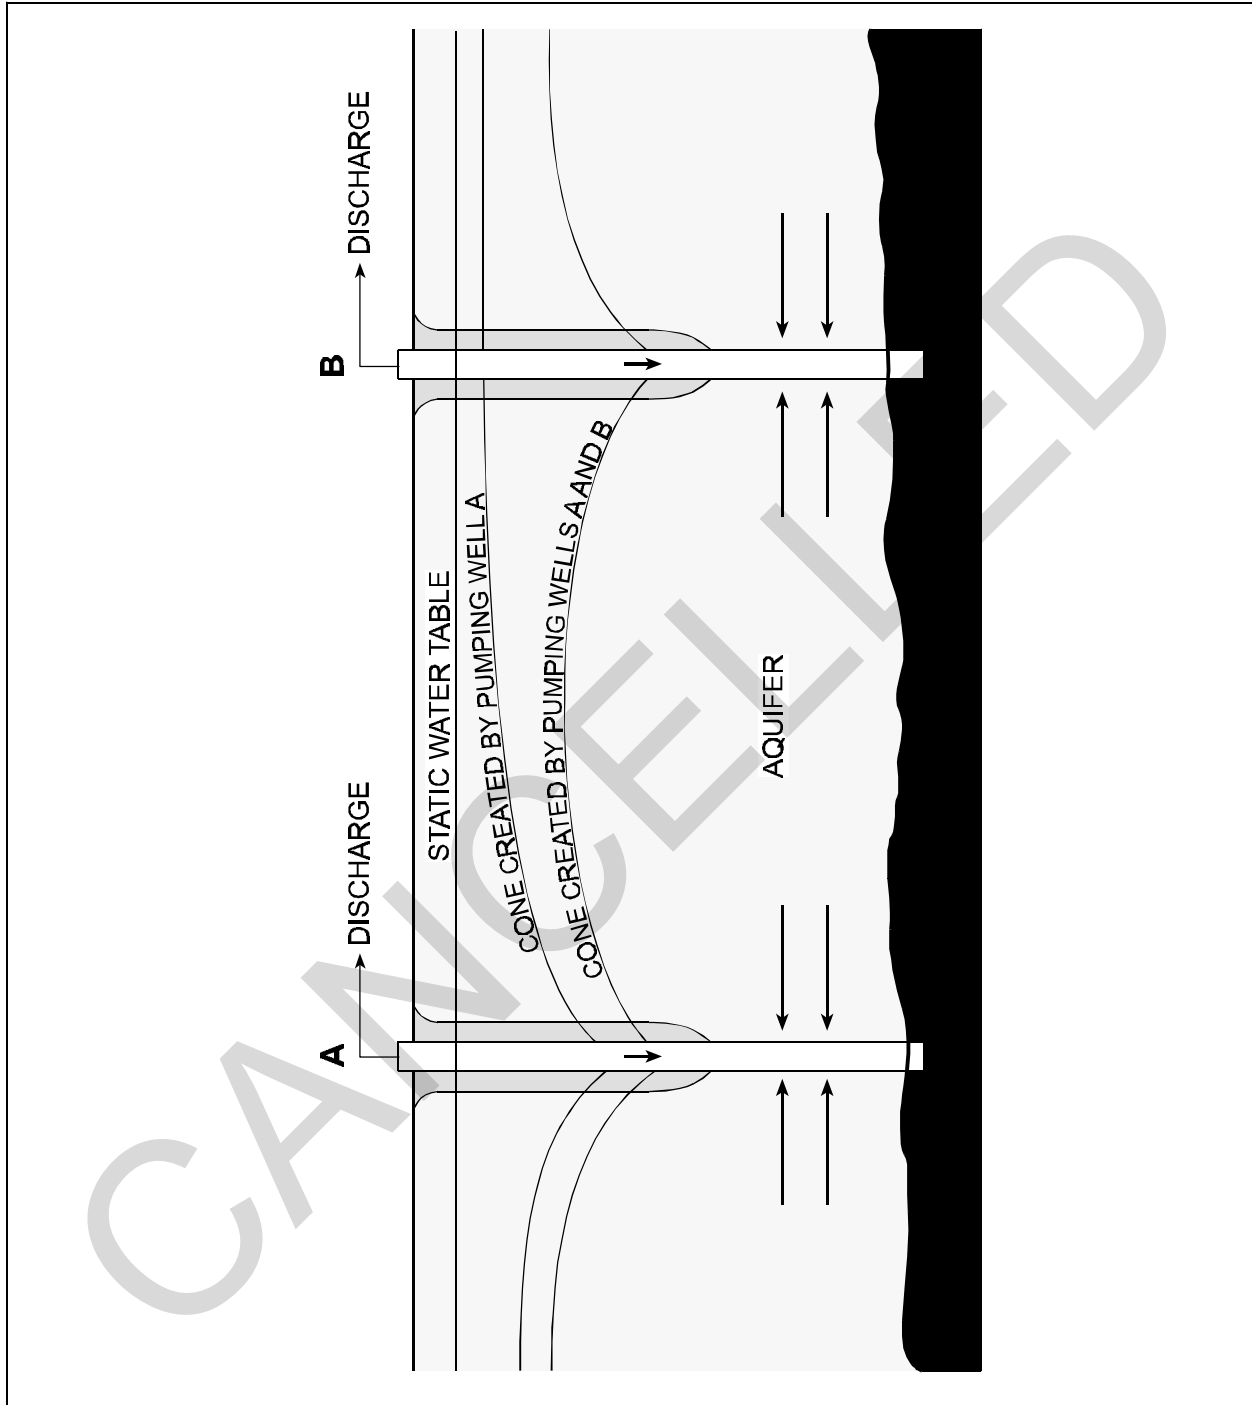 A
DISCHARGE
B
DISCHARGE
STATIC WATER TABLE
CONE CREATED BY PUMPING WELL A
CONE CREATED BY PUMPING WELLS A AND B
AQUIFER
CANCELLED